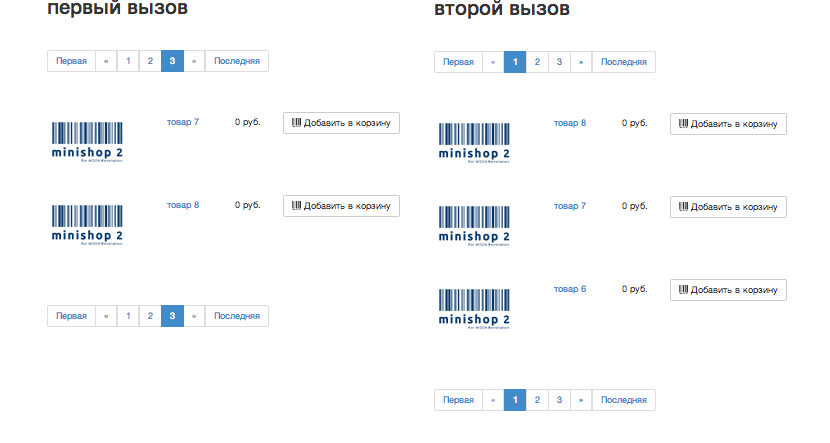 первый вызов
Первая « 1 2 3 » Последняя
minishop 2
for MODX Revolution
товар 7
0 руб.
Добавить в корзину
minishop 2
for MODX Revolution
товар 8
0 руб.
Добавить в корзину
Первая « 1 2 3 » Последняя
второй вызов
Первая « 1 2 3 » Последняя
minishop 2
for MODX Revolution
товар 8
0 руб.
Добавить в корзину
minishop 2
for MODX Revolution
товар 7
0 руб.
Добавить в корзину
minishop 2
for MODX Revolution
товар 6
0 руб.
Добавить в корзину
Первая « 1 2 3 » Последняя